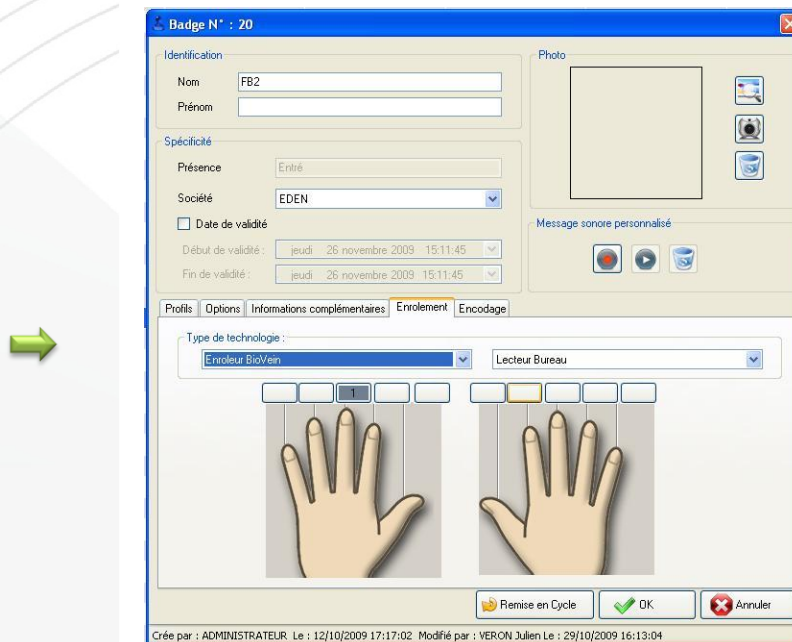 Badge N° : 20
Identification
Nom FB2
Prénom
Photo
Spécificité
Présence Entré
Société EDEN
Date de validité
Début de validité : jeudi 26 novembre 2009 15:11:45
Fin de validité : jeudi 26 novembre 2009 15:11:45
Message sonore personnalisé
Profils Options Informations complémentaires Enrolement Encodage
Type de technologie :
Enroleur BioVein Lecteur Bureau
1
Remise en Cycle OK Annuler
Crée par : ADMINISTRATEUR Le : 12/10/2009 17:17:02 Modifié par : VERON Julien Le : 29/10/2009 16:13:04